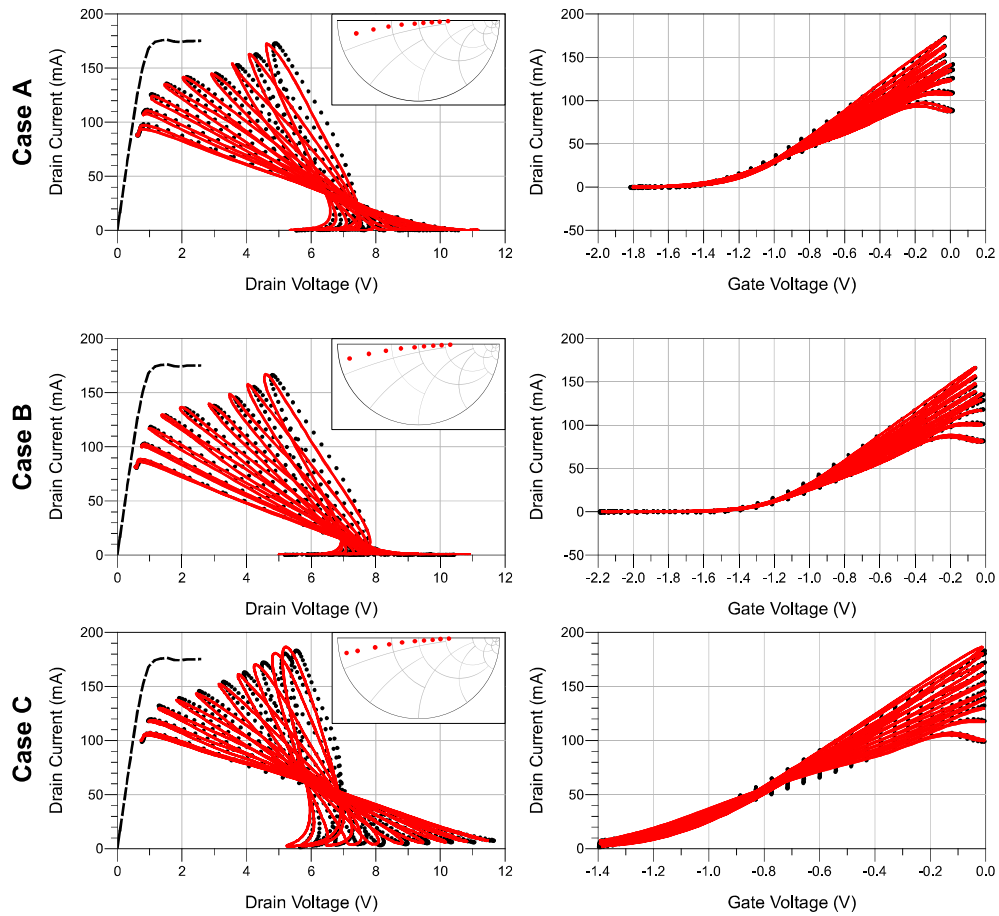 Case A
Drain Current (mA)
200
150
100
50
0
0 2 4 6 8 10 12
Drain Voltage (V)
Drain Current (mA)
200
150
100
50
0
-50
-2.0 -1.8 -1.6 -1.4 -1.2 -1.0 -0.8 -0.6 -0.4 -0.2 0.0 0.2
Gate Voltage (V)
Case B
Drain Current (mA)
200
150
100
50
0
0 2 4 6 8 10 12
Drain Voltage (V)
Drain Current (mA)
200
150
100
50
0
-50
-2.2 -2.0 -1.8 -1.6 -1.4 -1.2 -1.0 -0.8 -0.6 -0.4 -0.2 0.0
Gate Voltage (V)
Case C
Drain Current (mA)
200
150
100
50
0
0 2 4 6 8 10 12
Drain Voltage (V)
Drain Current (mA)
200
150
100
50
0
-1.4 -1.2 -1.0 -0.8 -0.6 -0.4 -0.2 0.0
Gate Voltage (V)